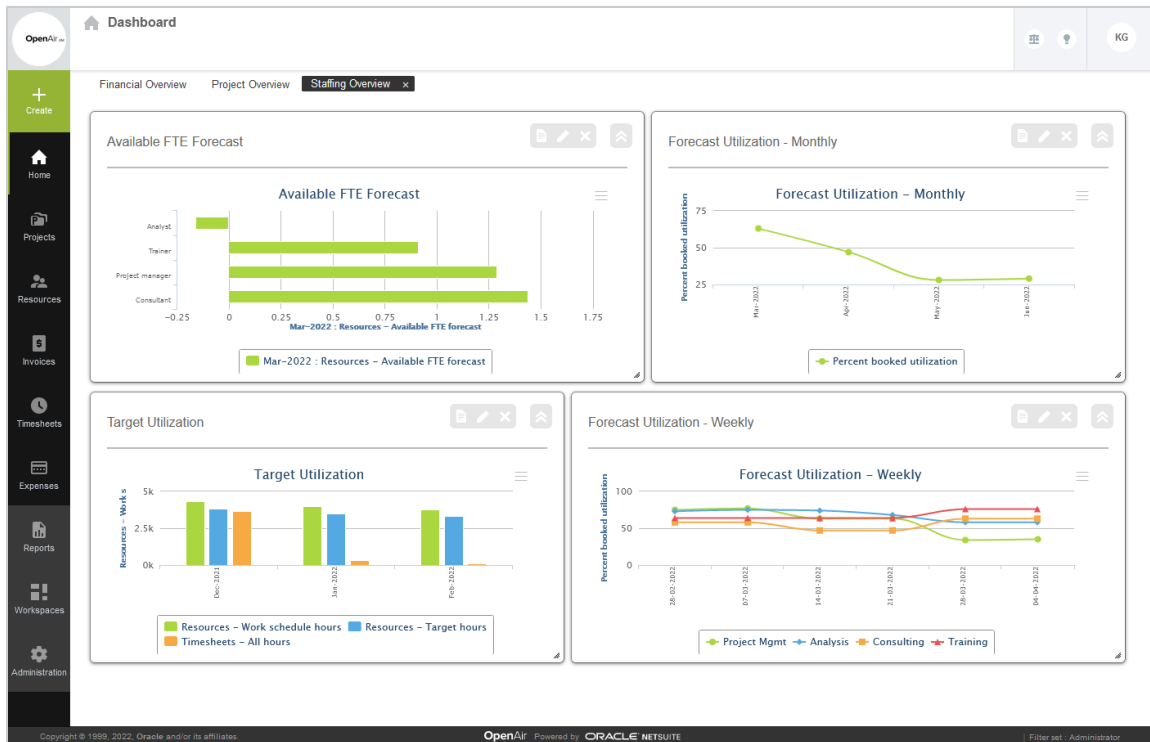 OpenAir
Dashboard
KG
Create
Home
Projects
Resources
Invoices
Timesheets
Expenses
Reports
Workspaces
Administration
Financial Overview Project Overview Staffing Overview ×
Available FTE Forecast
Available FTE Forecast
Analyst
Trainer
Project manager
Consultant
-0.25 0 0.25 0.5 0.75 1 1.25 1.5 1.75
Mar-2022 : Resources – Available FTE forecast
Mar-2022 : Resources – Available FTE forecast
Forecast Utilization - Monthly
Forecast Utilization – Monthly
Percent booked utilization
75
50
25
Mar-2022
Apr-2022
May-2022
Jun-2022
Percent booked utilization
Target Utilization
Target Utilization
Resources – Work s
5k
2.5k
0k
Dec-2021
Jan-2022
Feb-2022
Resources – Work schedule hours Resources – Target hours
Timesheets – All hours
Forecast Utilization - Weekly
Forecast Utilization – Weekly
Percent booked utilization
100
50
0
28-02-2022
07-03-2022
14-03-2022
21-03-2022
28-03-2022
04-04-2022
Project Mgmt Analysis Consulting Training
Copyright © 1999, 2022, Oracle and/or its affiliates.
OpenAir Powered by ORACLE NETSUITE
| Filter set : Administrator